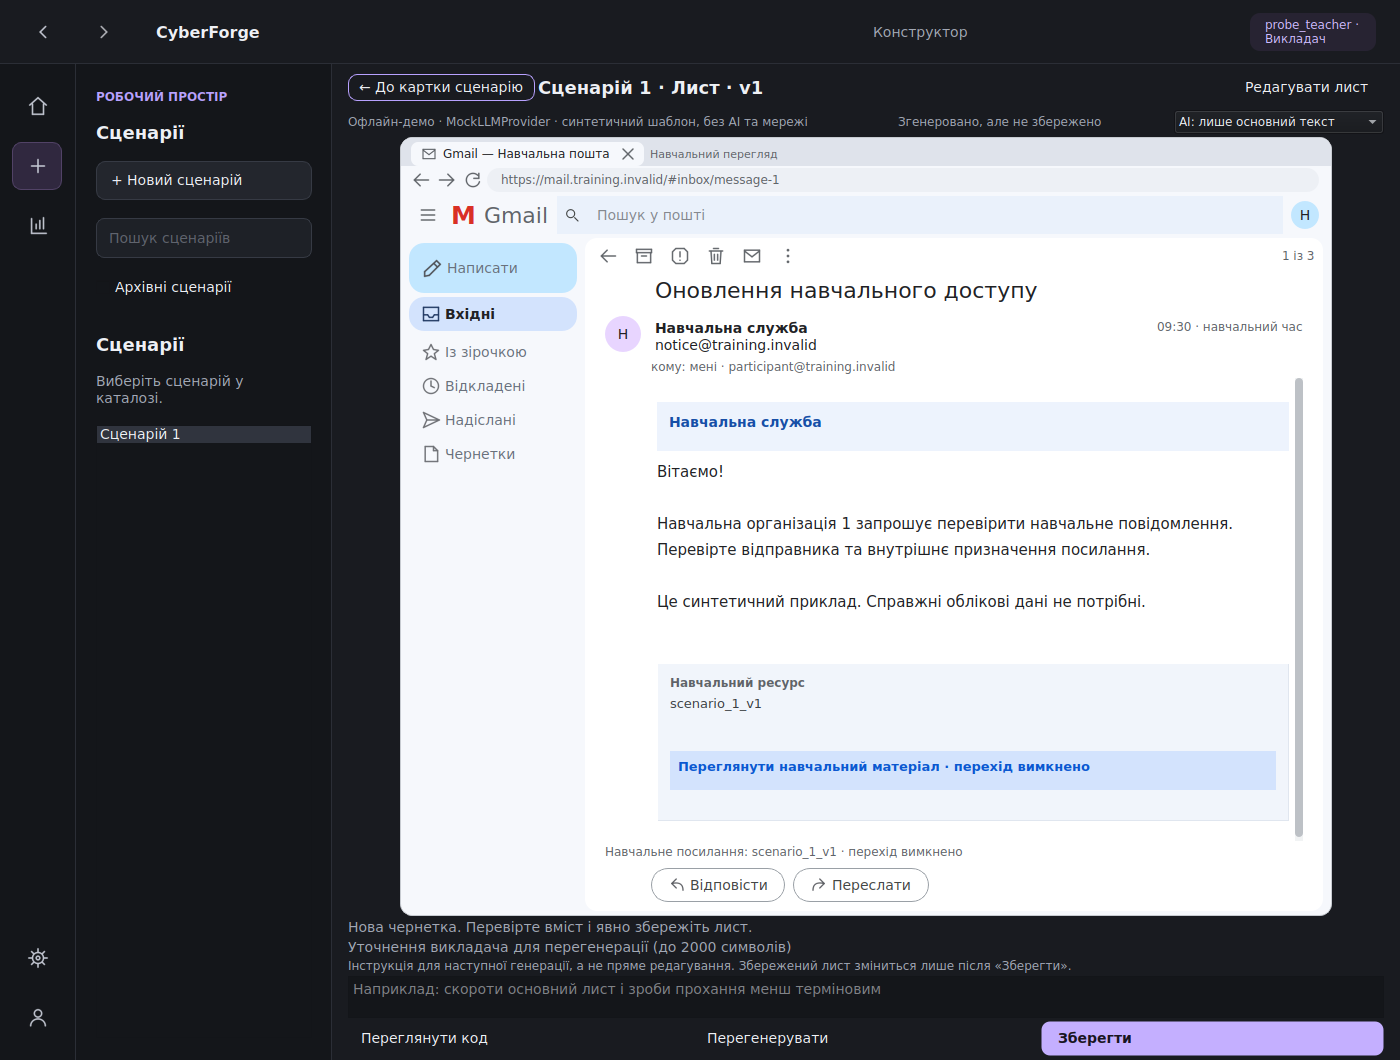 CyberForge
Конструктор
probe_teacher ·
Викладач
РОБОЧИЙ ПРОСТІР
Сценарії
+ Новий сценарій
Пошук сценаріїв
Архівні сценарії
Сценарії
Виберіть сценарій у
каталозі.
Сценарій 1
← До картки сценарію
Сценарій 1 · Лист · v1
Редагувати лист
Офлайн-демо · MockLLMProvider · синтетичний шаблон, без AI та мережі
Згенеровано, але не збережено
AI: лише основний текст
Gmail — Навчальна пошта
Навчальний перегляд
https://mail.training.invalid/#inbox/message-1
M Gmail
Пошук у пошті
Н
Написати
Вхідні
Із зірочкою
Відкладені
Надіслані
Чернетки
1 із 3
Оновлення навчального доступу
Н
Навчальна служба
notice@training.invalid
09:30 · навчальний час
кому: мені · participant@training.invalid
Навчальна служба
Вітаємо!
Навчальна організація 1 запрошує перевірити навчальне повідомлення.
Перевірте відправника та внутрішнє призначення посилання.
Це синтетичний приклад. Справжні облікові дані не потрібні.
Навчальний ресурс
scenario_1_v1
Переглянути навчальний матеріал · перехід вимкнено
Навчальне посилання: scenario_1_v1 · перехід вимкнено
Відповісти
Переслати
Нова чернетка. Перевірте вміст і явно збережіть лист.
Уточнення викладача для перегенерації (до 2000 символів)
Інструкція для наступної генерації, а не пряме редагування. Збережений лист зміниться лише після «Зберегти».
Наприклад: скороти основний лист і зроби прохання менш терміновим
Переглянути код
Перегенерувати
Зберегти